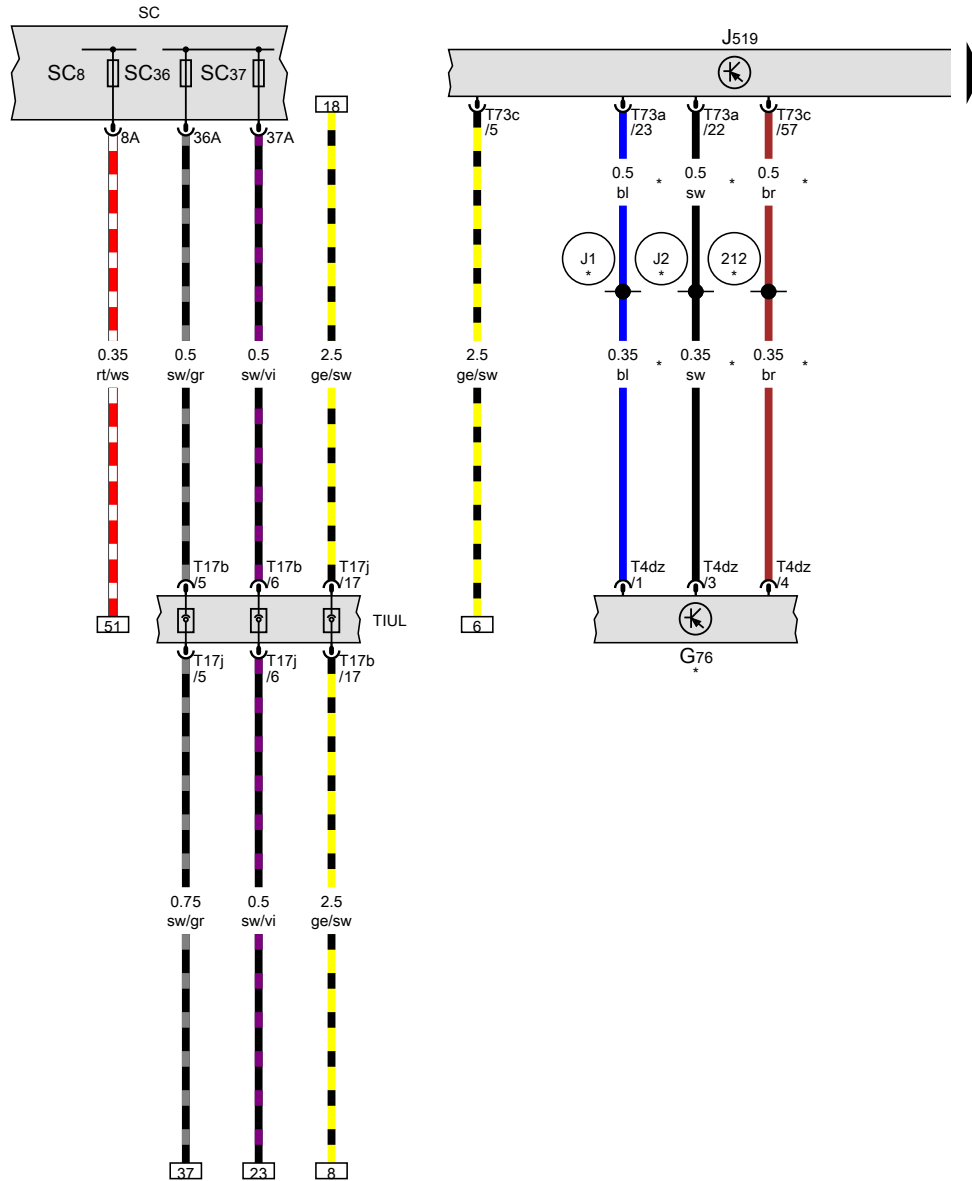 SC
J519
SC8 SC36 SC37
18
8A 36A 37A
T73c
/5
T73a
/23
T73a
/22
T73c
/57
0.5 * 0.5 * 0.5 *
bl sw br
J1
*
J2
*
212
*
0.35 0.5 0.5 2.5 2.5 0.35 * 0.35 * 0.35 *
rt/ws sw/gr sw/vi ge/sw ge/sw bl sw br
T17b
/5
T17b
/6
T17j
/17
T4dz
/1
T4dz
/3
T4dz
/4
51
TIUL
6
G76
*
T17j
/5
T17j
/6
T17b
/17
0.75 0.5 2.5
sw/gr sw/vi ge/sw
37 23 8